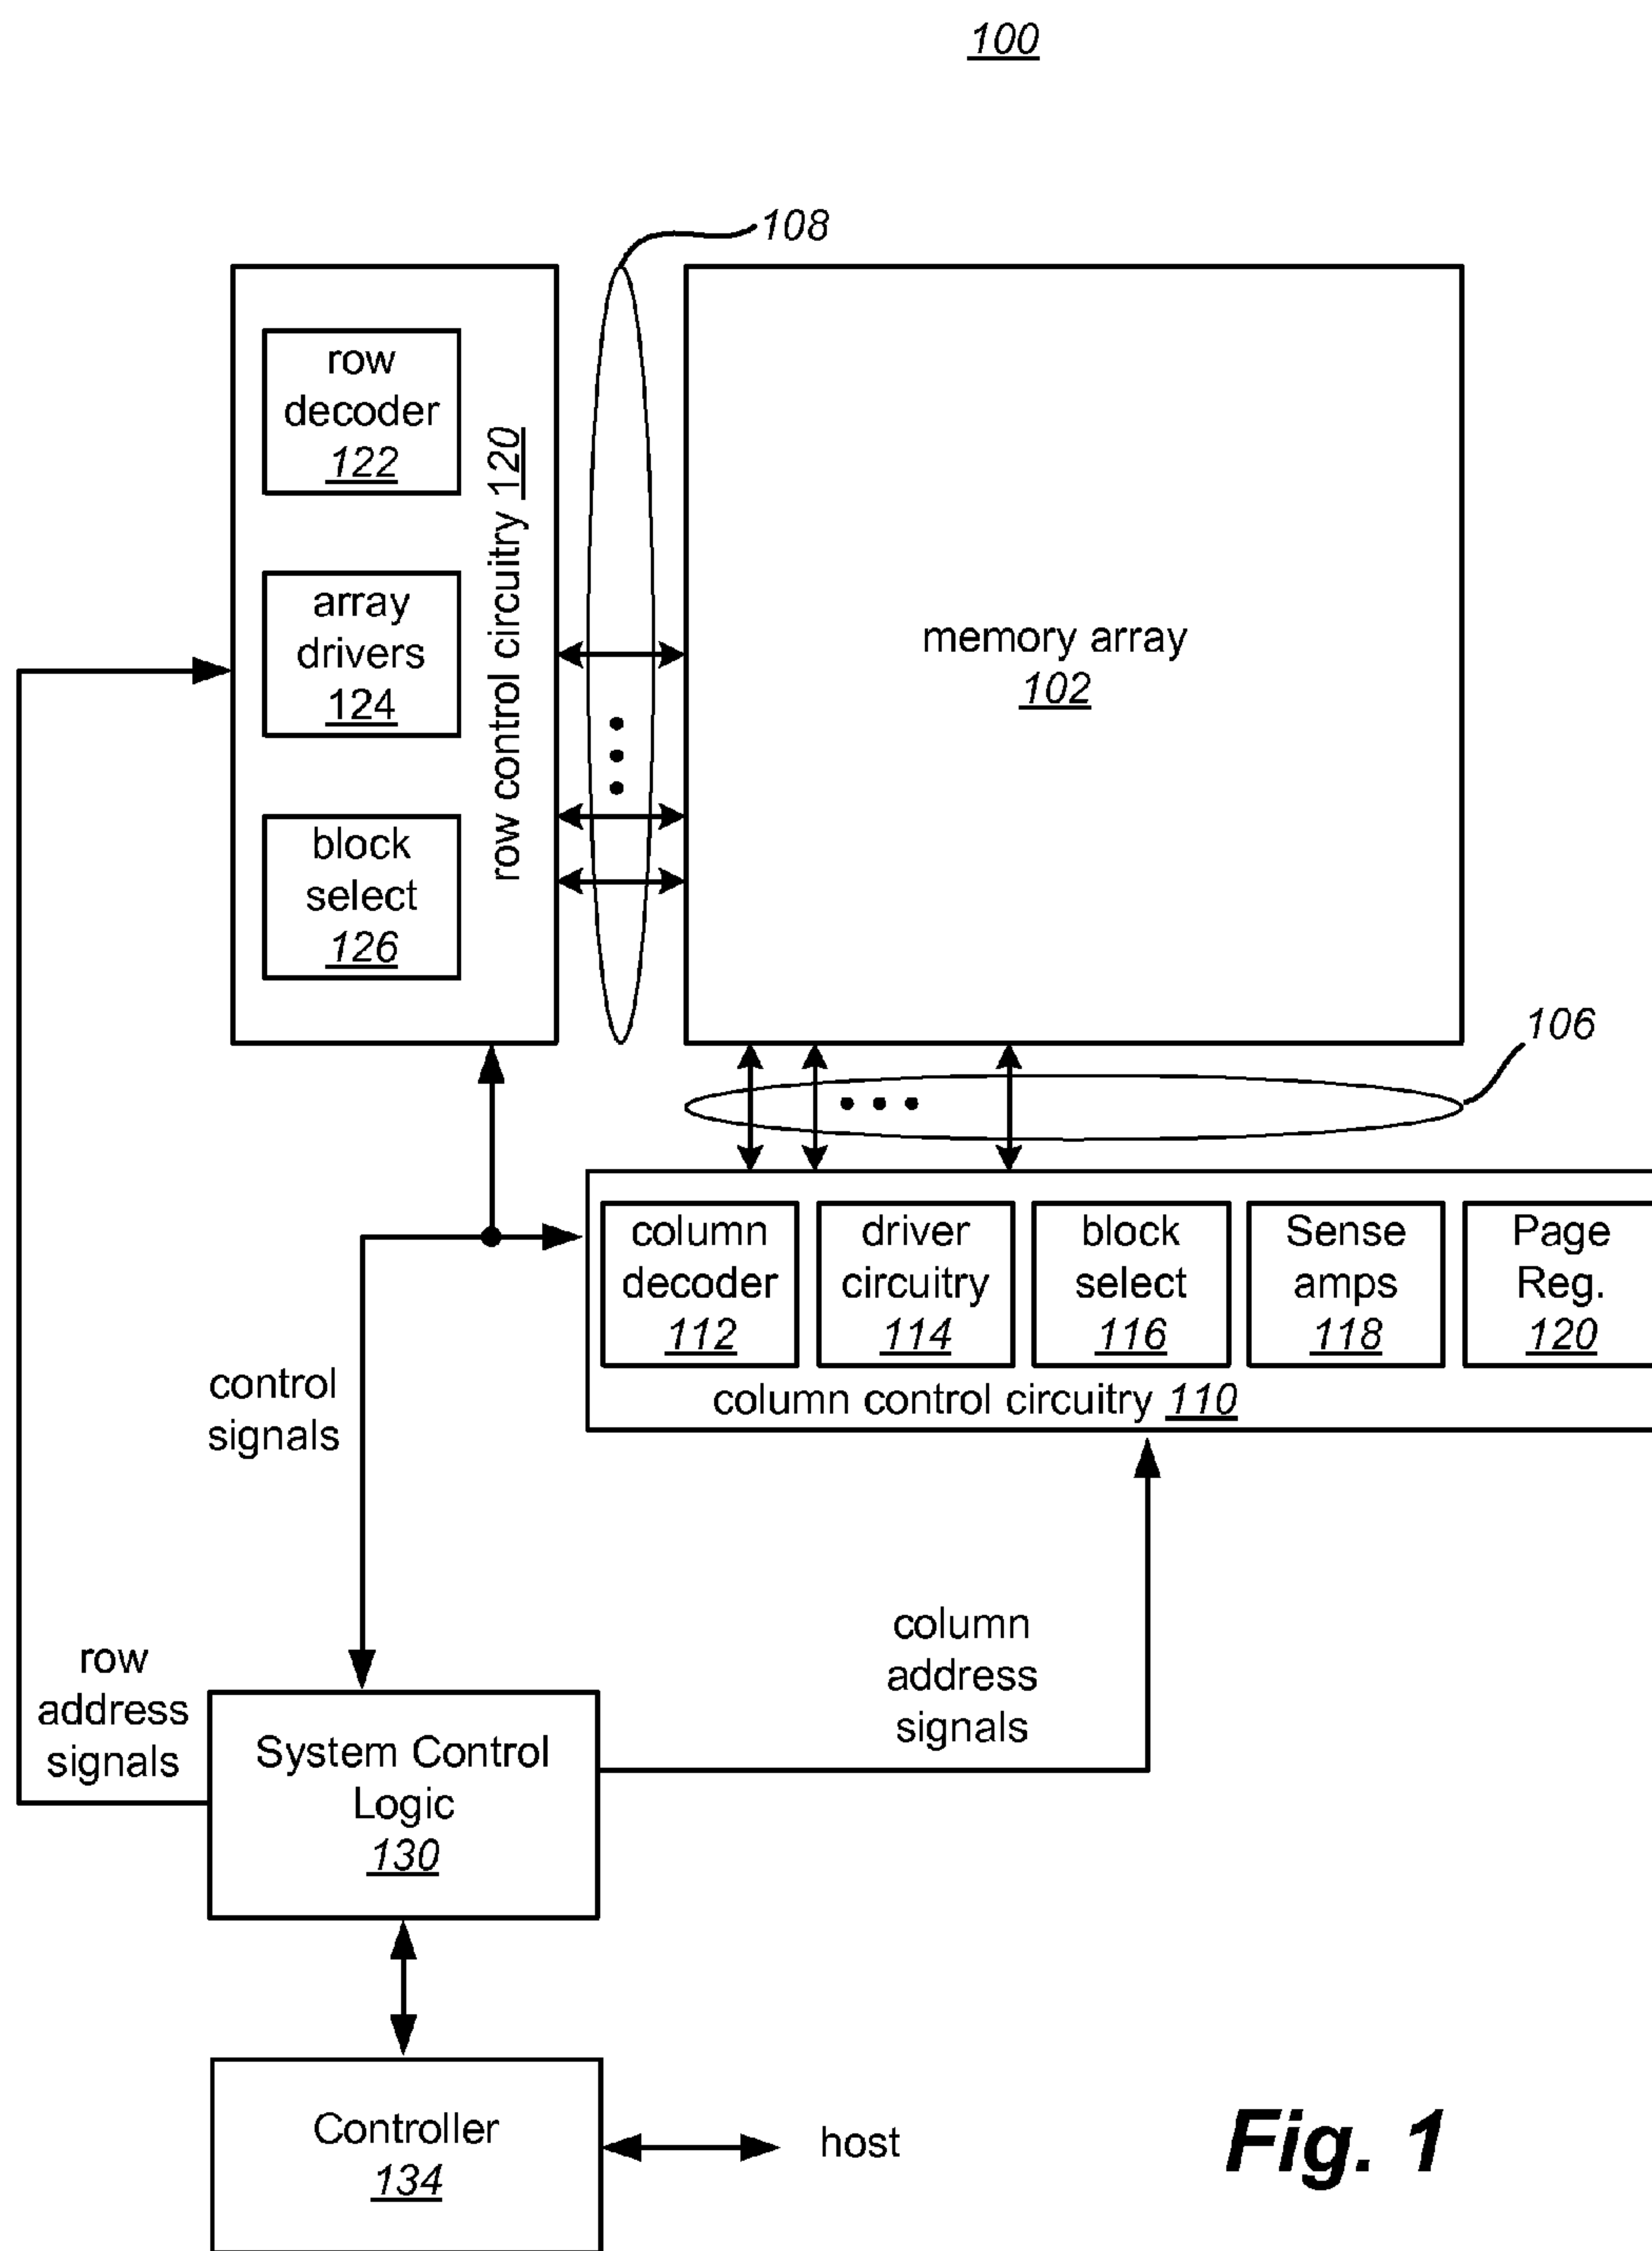 100
108
row
decoder
122
array
drivers
124
block
select
126
row control circuitry 120
memory array
102
106
column
decoder
112
driver
circuitry
114
block
select
116
Sense
amps
118
Page
Reg.
120
column control circuitry 110
control
signals
row
address
signals
column
address
signals
System Control
Logic
130
Controller
134
host
Fig. 1